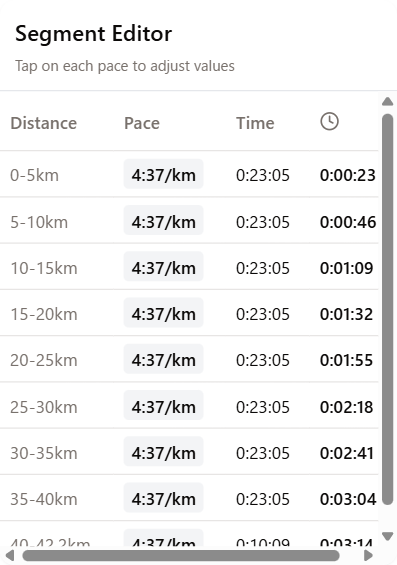 Segment Editor
Tap on each pace to adjust values
Distance Pace Time
0-5km 4:37/km 0:23:05 0:00:23
5-10km 4:37/km 0:23:05 0:00:46
10-15km 4:37/km 0:23:05 0:01:09
15-20km 4:37/km 0:23:05 0:01:32
20-25km 4:37/km 0:23:05 0:01:55
25-30km 4:37/km 0:23:05 0:02:18
30-35km 4:37/km 0:23:05 0:02:41
35-40km 4:37/km 0:23:05 0:03:04
40-42.2km 4:37/km 0:10:09 0:03:14